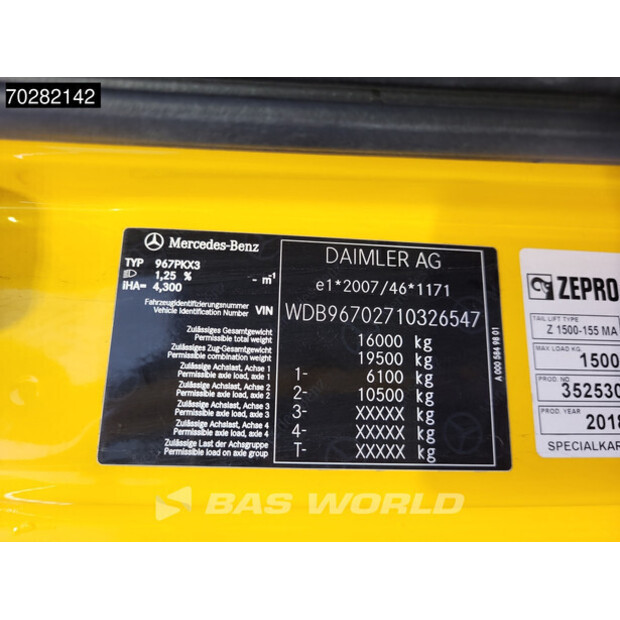 70282142
Mercedes-Benz
TYP 967PKX3
1,25 % - m⁻¹
iHA= 4,300
Fahrzeugidentifizierungsnummer
Vehicle Identification Number VIN
DAIMLER AG
e1*2007/46*1171
WDB96702710326547
Zulässiges Gesamtgewicht
Permissible total weight 16000 kg
Zulässiges Zug-Gesamtgewicht
Permissible combination weight 19500 kg
Zulässige Achslast, Achse 1
Permissible axle load, axle 1 1- 6100 kg
Zulässige Achslast, Achse 2
Permissible axle load, axle 2 2- 10500 kg
Zulässige Achslast, Achse 3
Permissible axle load, axle 3 3- XXXXX kg
Zulässige Achslast, Achse 4
Permissible axle load, axle 4 4- XXXXX kg
Zulässige Last der Achsgruppe
Permissible load on axle group T- XXXXX kg
A 000 584 98 01
ZEPRO
TAIL LIFT TYPE
Z 1500-155 MA
MAX LOAD KG
1500
PROD. NO
352530
PROD. YEAR
2018
SPECIALKAR
BAS WORLD